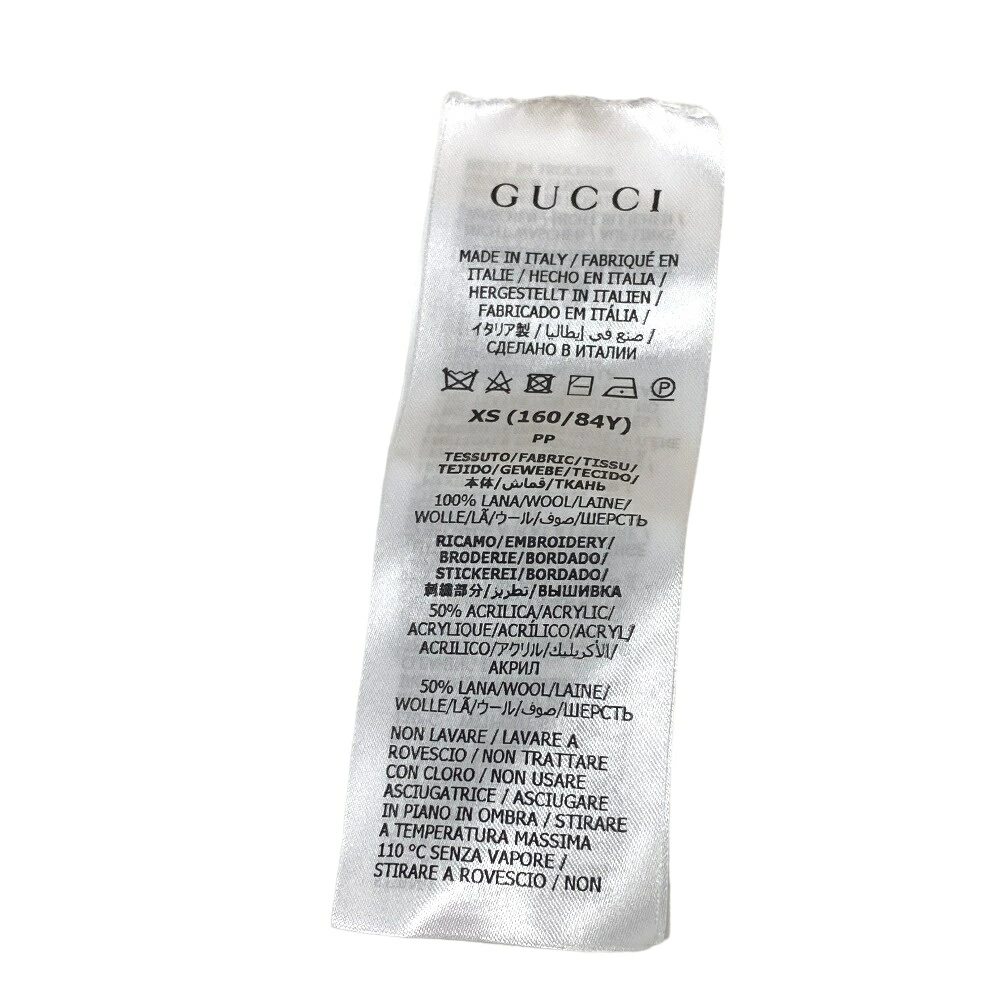 GUCCI
MADE IN ITALY / FABRIQUÉ EN
ITALIE / HECHO EN ITALIA /
HERGESTELLT IN ITALIEN /
FABRICADO EM ITÁLIA /
イタリア製 / صنع في إيطاليا /
СДЕЛАНО В ИТАЛИИ
P
XS (160/84Y)
PP
TESSUTO/FABRIC/TISSU/
TEJIDO/GEWEBE/TECIDO/
本体/قماش/ТКАНЬ
100% LANA/WOOL/LAINE/
WOLLE/LÃ/ウール/صوف/ШЕРСТЬ
RICAMO/EMBROIDERY/
BRODERIE/BORDADO/
STICKEREI/BORDADO/
刺繍部分/تطريز/ВЫШИВКА
50% ACRILICA/ACRYLIC/
ACRYLIQUE/ACRÍLICO/ACRYL/
ACRILICO/アクリル/الأكريليك/
АКРИЛ
50% LANA/WOOL/LAINE/
WOLLE/LÃ/ウール/صوف/ШЕРСТЬ
NON LAVARE / LAVARE A
ROVESCIO / NON TRATTARE
CON CLORO / NON USARE
ASCIUGATRICE / ASCIUGARE
IN PIANO IN OMBRA / STIRARE
A TEMPERATURA MASSIMA
110 °C SENZA VAPORE /
STIRARE A ROVESCIO / NON